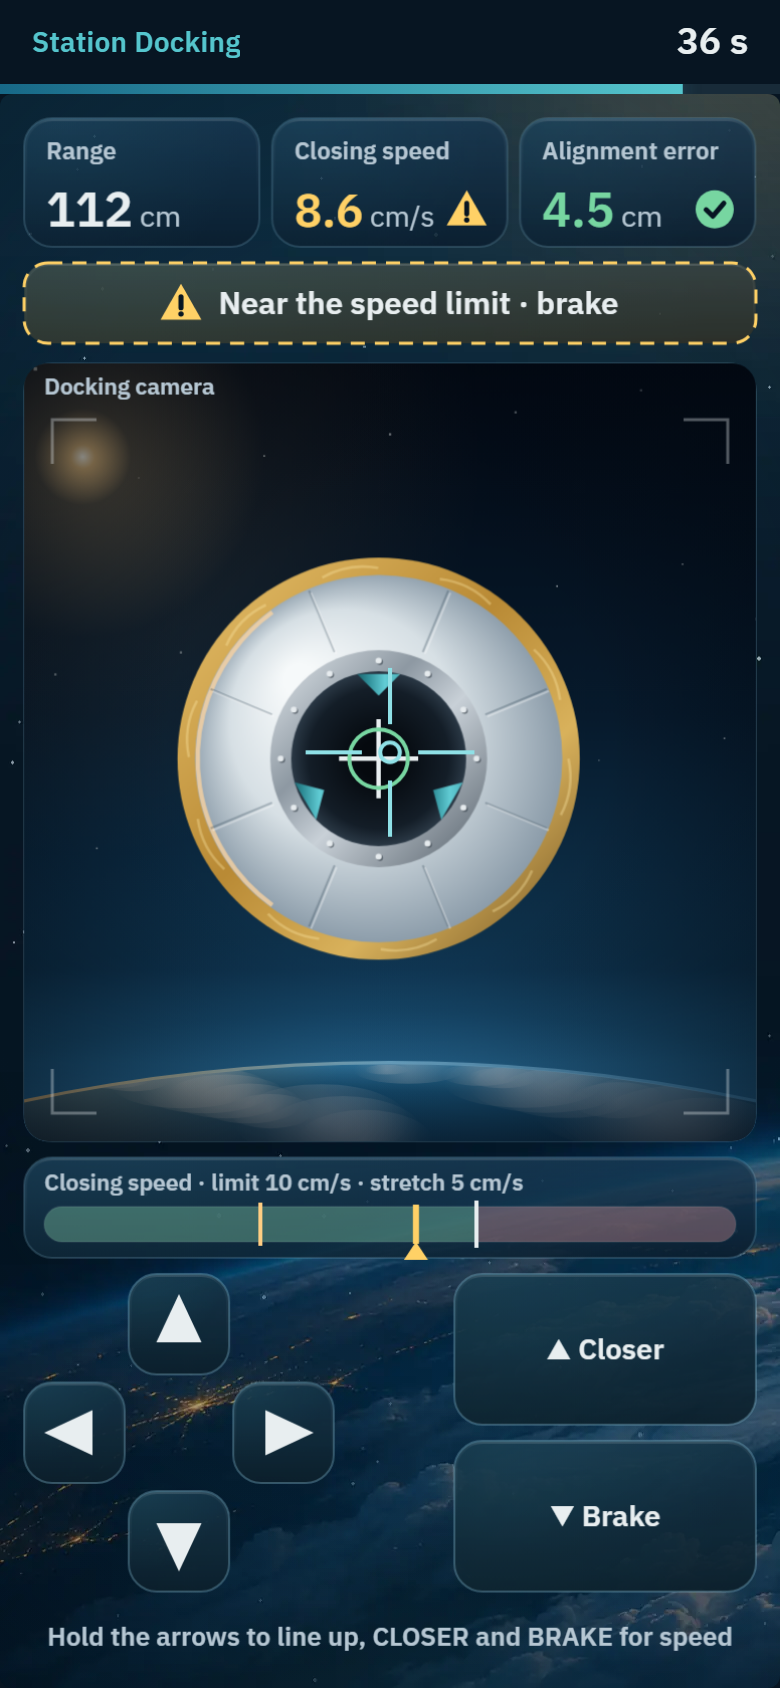 Station Docking
36 s
Range
Closing speed
Alignment error
112 cm
8.6 cm/s
4.5 cm
Near the speed limit · brake
Docking camera
Closing speed · limit 10 cm/s · stretch 5 cm/s
▲ Closer
▼ Brake
Hold the arrows to line up, CLOSER and BRAKE for speed